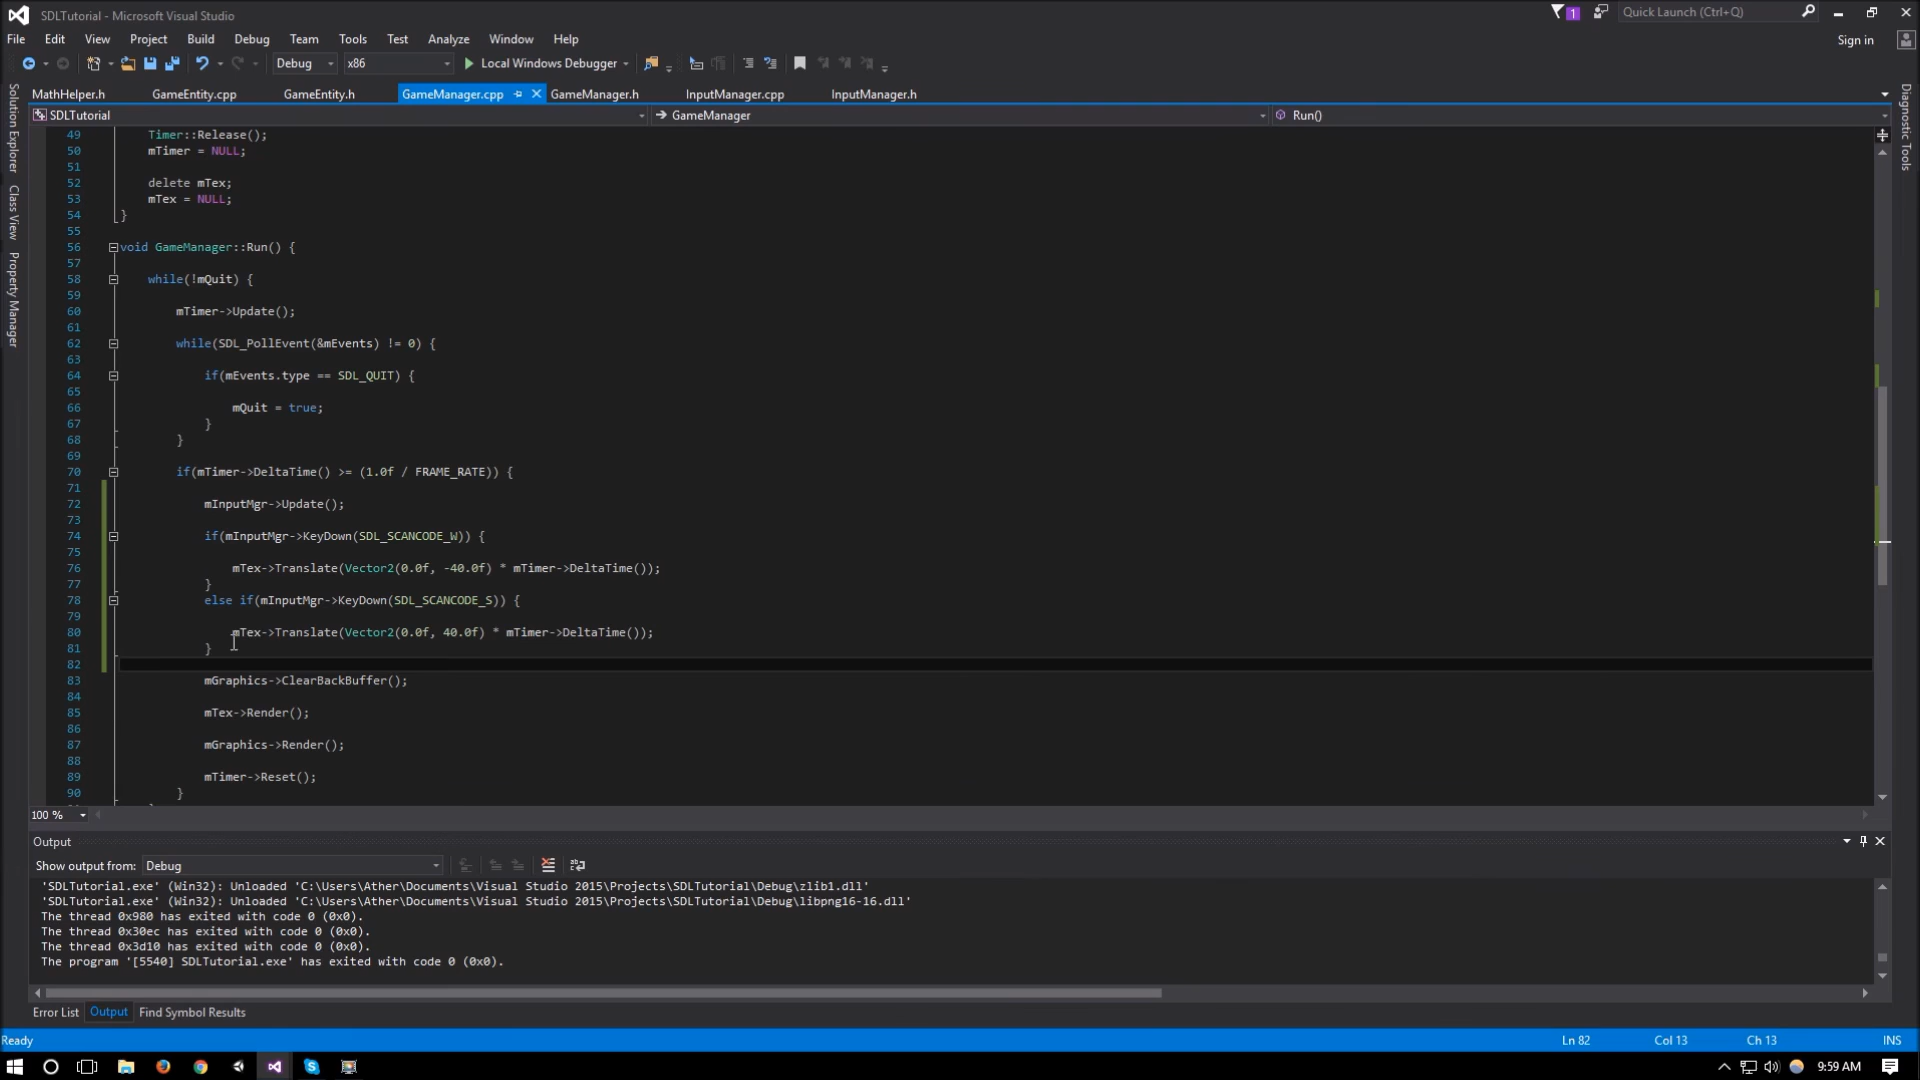 SDLTutorial - Microsoft Visual Studio
1
Quick Launch (Ctrl+Q)
File Edit View Project Build Debug Team Tools Test Analyze Window Help
Sign in
Debug x86 Local Windows Debugger
MathHelper.h GameEntity.cpp GameEntity.h GameManager.cpp GameManager.h InputManager.cpp InputManager.h
SDLTutorial GameManager Run()
Solution Explorer
Class View
Property Manager
Diagnostic Tools
49 Timer::Release();
50 mTimer = NULL;
51
52 delete mTex;
53 mTex = NULL;
54 }
55
56 void GameManager::Run() {
57
58 while(!mQuit) {
59
60 mTimer->Update();
61
62 while(SDL_PollEvent(&mEvents) != 0) {
63
64 if(mEvents.type == SDL_QUIT) {
65
66 mQuit = true;
67 }
68 }
69
70 if(mTimer->DeltaTime() >= (1.0f / FRAME_RATE)) {
71
72 mInputMgr->Update();
73
74 if(mInputMgr->KeyDown(SDL_SCANCODE_W)) {
75
76 mTex->Translate(Vector2(0.0f, -40.0f) * mTimer->DeltaTime());
77 }
78 else if(mInputMgr->KeyDown(SDL_SCANCODE_S)) {
79
80 mTex->Translate(Vector2(0.0f, 40.0f) * mTimer->DeltaTime());
81 }
82
83 mGraphics->ClearBackBuffer();
84
85 mTex->Render();
86
87 mGraphics->Render();
88
89 mTimer->Reset();
90 }
100 %
Output
Show output from: Debug
'SDLTutorial.exe' (Win32): Unloaded 'C:\Users\Ather\Documents\Visual Studio 2015\Projects\SDLTutorial\Debug\zlib1.dll'
'SDLTutorial.exe' (Win32): Unloaded 'C:\Users\Ather\Documents\Visual Studio 2015\Projects\SDLTutorial\Debug\libpng16-16.dll'
The thread 0x980 has exited with code 0 (0x0).
The thread 0x30ec has exited with code 0 (0x0).
The thread 0x3d10 has exited with code 0 (0x0).
The program '[5540] SDLTutorial.exe' has exited with code 0 (0x0).
Error List Output Find Symbol Results
Ready Ln 82 Col 13 Ch 13 INS
9:59 AM